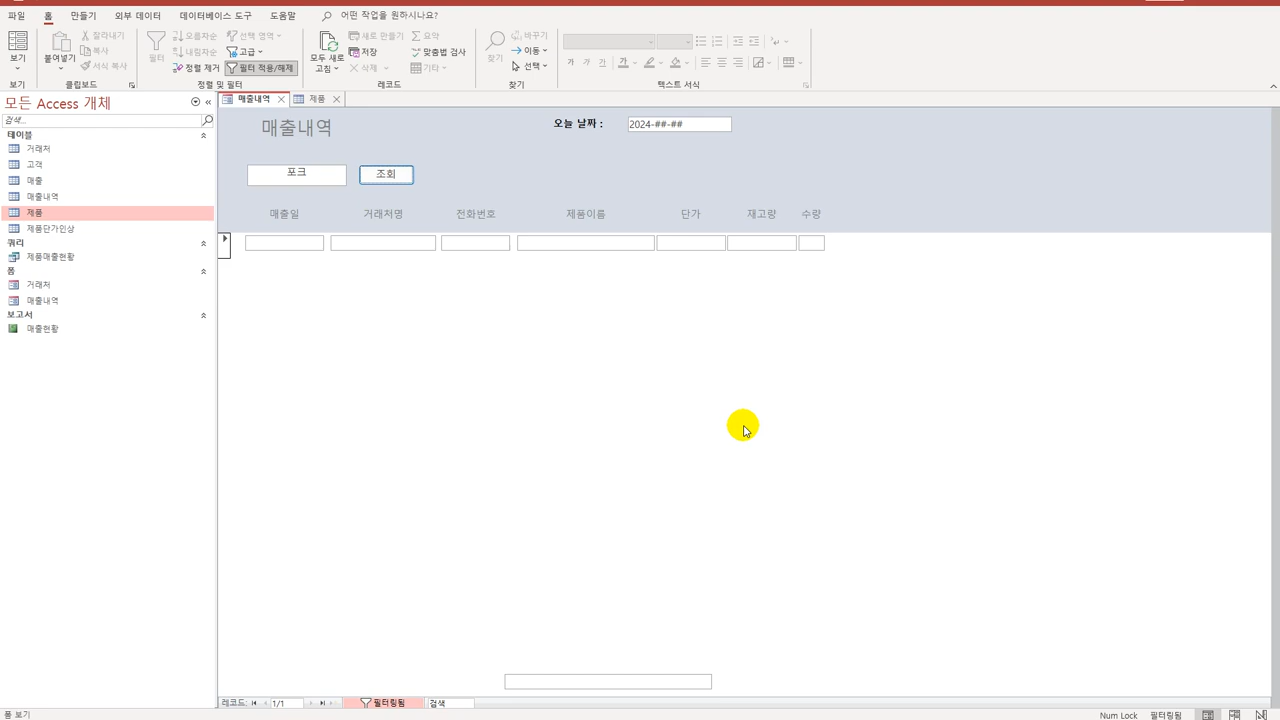 파일 홈 만들기 외부 데이터 데이터베이스 도구 도움말 어떤 작업을 원하시나요?
보기
붙여넣기
잘라내기
복사
서식 복사
필터
오름차순
내림차순
정렬 제거
선택 영역
고급
필터 적용/해제
모두 새로 고침
새로 만들기
저장
삭제
요약
맞춤법 검사
기타
찾기
바꾸기
이동
선택
가 가 가 가 가
보기 클립보드 정렬 및 필터 레코드 찾기 텍스트 서식
모든 Access 개체
검색...
테이블
거래처
고객
매출
매출내역
제품
제품단가인상
쿼리
제품매출현황
폼
거래처
매출내역
보고서
매출현황
매출내역 제품
매출내역
오늘 날짜 : 2024-##-##
포크 조회
매출일 거래처명 전화번호 제품이름 단가 재고량 수량
레코드: 1/1 필터링됨 검색
폼 보기 Num Lock 필터링됨